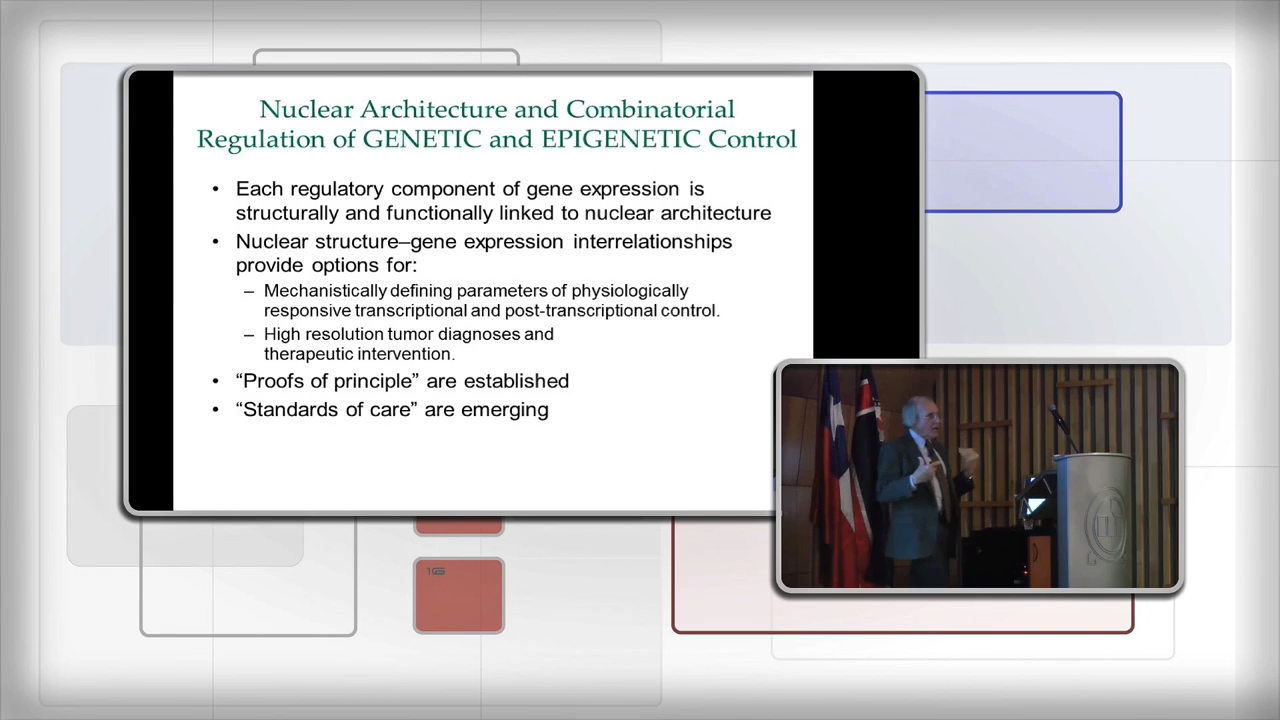 Nuclear Architecture and Combinatorial
Regulation of GENETIC and EPIGENETIC Control
• Each regulatory component of gene expression is
structurally and functionally linked to nuclear architecture
• Nuclear structure–gene expression interrelationships
provide options for:
– Mechanistically defining parameters of physiologically
responsive transcriptional and post-transcriptional control.
– High resolution tumor diagnoses and
therapeutic intervention.
• “Proofs of principle” are established
• “Standards of care” are emerging